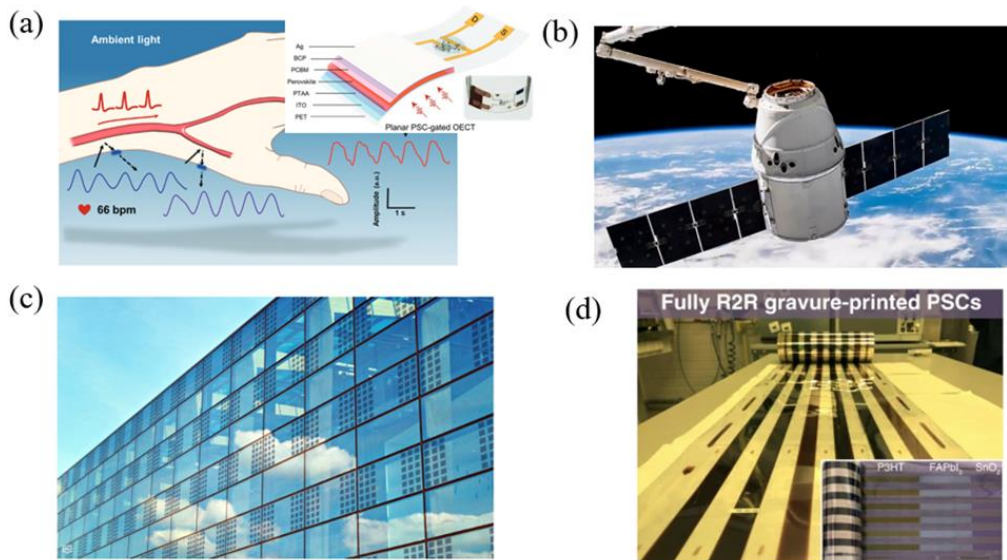 (a)
Ambient light
Ag
BCP
PCBM
Perovskite
PTAA
ITO
PET
D
S
Planar PSC-gated OECT
66 bpm
Amplitude (a.u.)
1 s
(b)
(c)
(d)
Fully R2R gravure-printed PSCs
P3HT FAPbI₃ SnO₂